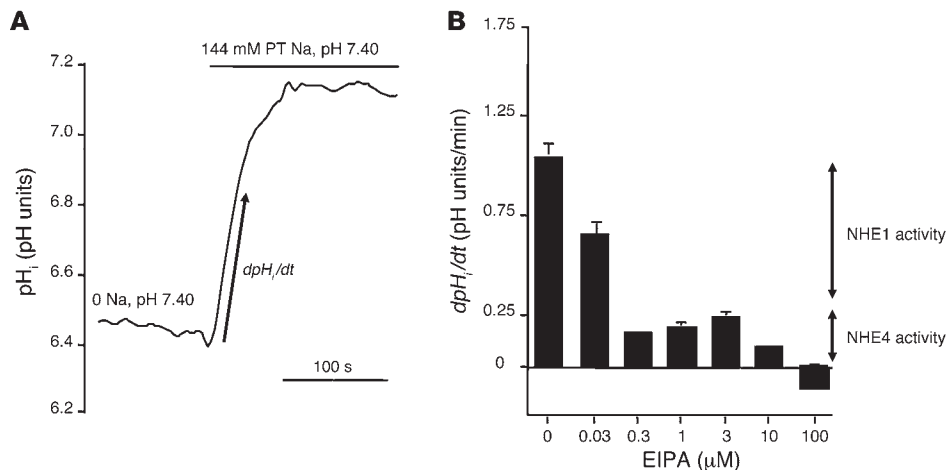 A
144 mM PT Na, pH 7.40
7.2
7.0
6.8
6.6
6.4
6.2
pHi (pH units)
0 Na, pH 7.40
dpHi/dt
100 s
B
1.75
1.25
0.75
0.25
0
dpHi/dt (pH units/min)
NHE1 activity
NHE4 activity
0 0.03 0.3 1 3 10 100
EIPA (μM)